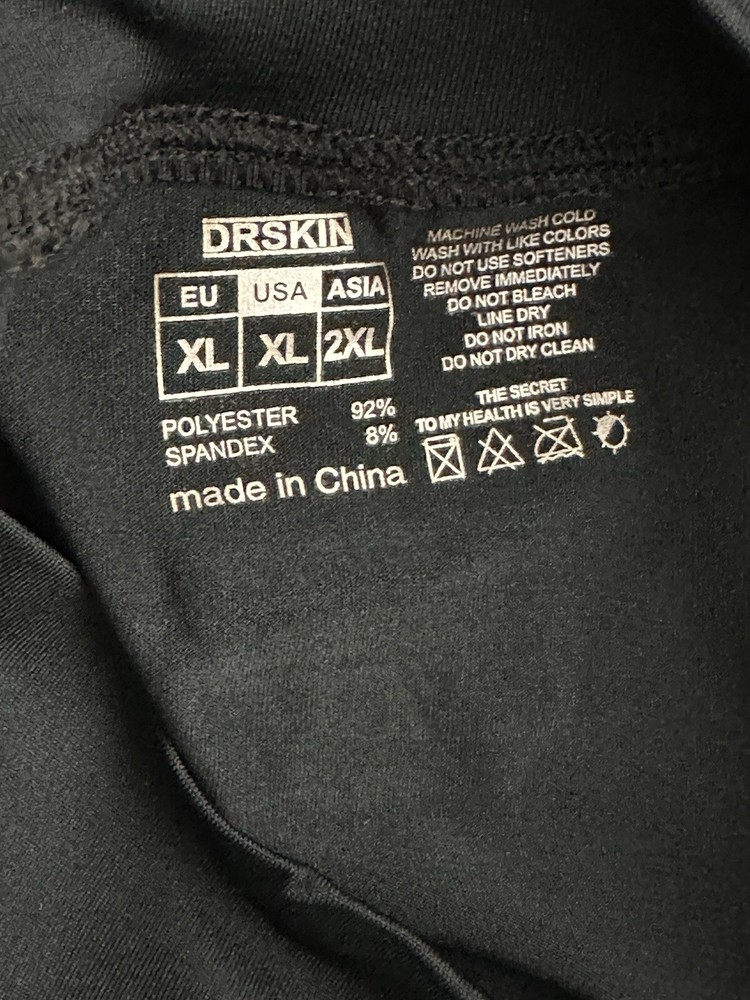 DRSKIN
EU USA ASIA
XL XL 2XL
POLYESTER 92%
SPANDEX 8%
made in China
MACHINE WASH COLD
WASH WITH LIKE COLORS
DO NOT USE SOFTENERS
REMOVE IMMEDIATELY
DO NOT BLEACH
LINE DRY
DO NOT IRON
DO NOT DRY CLEAN
THE SECRET
TO MY HEALTH IS VERY SIMPLE